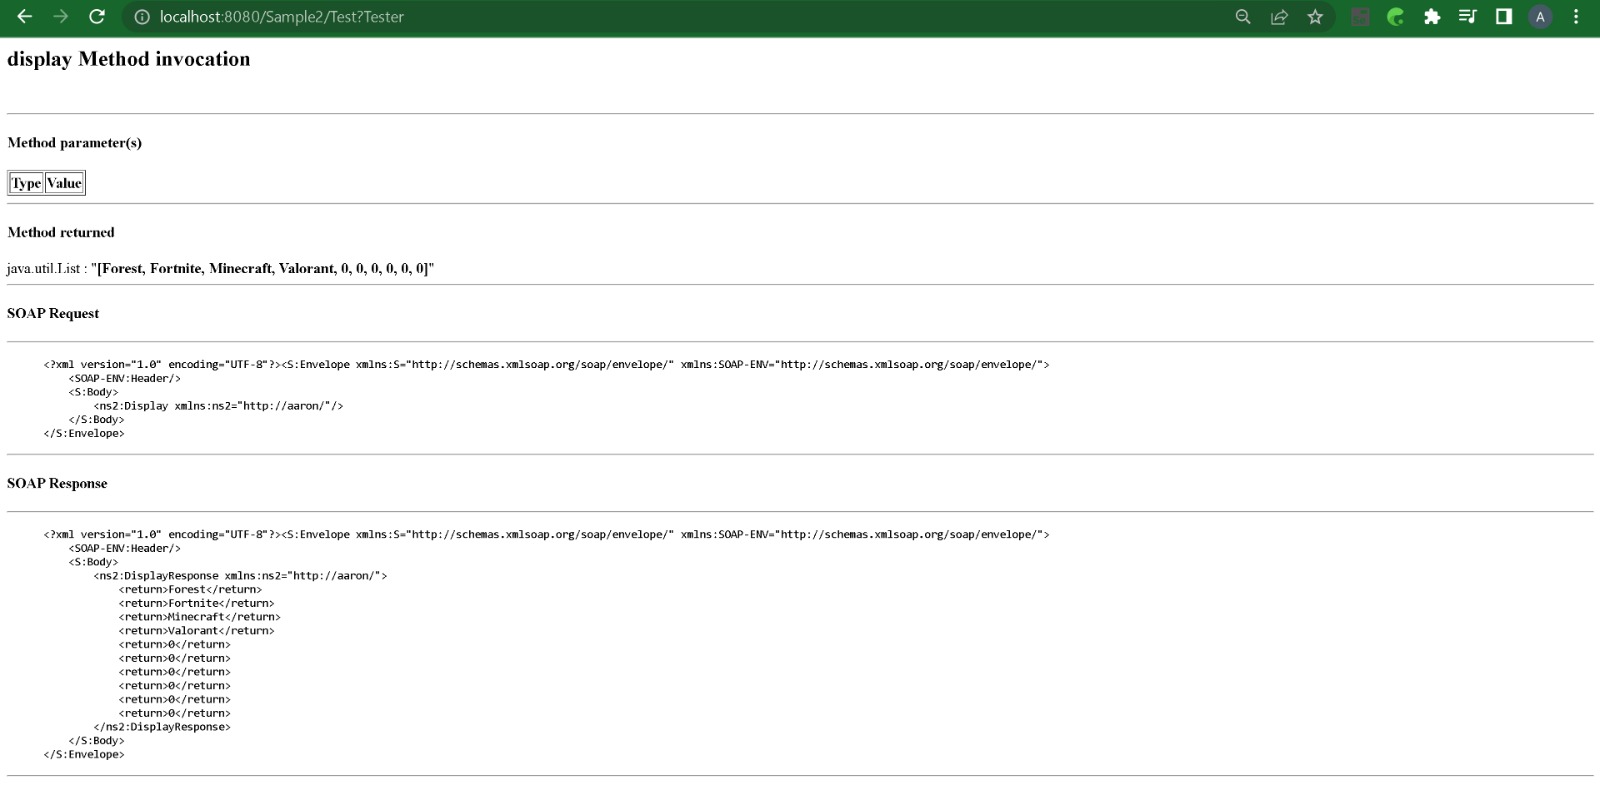 localhost:8080/Sample2/Test?Tester
A
display Method invocation
Method parameter(s)
Type Value
Method returned
java.util.List : "[Forest, Fortnite, Minecraft, Valorant, 0, 0, 0, 0, 0, 0]"
SOAP Request
<?xml version="1.0" encoding="UTF-8"?><S:Envelope xmlns:S="http://schemas.xmlsoap.org/soap/envelope/" xmlns:SOAP-ENV="http://schemas.xmlsoap.org/soap/envelope/">
<SOAP-ENV:Header/>
<S:Body>
<ns2:Display xmlns:ns2="http://aaron/"/>
</S:Body>
</S:Envelope>
SOAP Response
<?xml version="1.0" encoding="UTF-8"?><S:Envelope xmlns:S="http://schemas.xmlsoap.org/soap/envelope/" xmlns:SOAP-ENV="http://schemas.xmlsoap.org/soap/envelope/">
<SOAP-ENV:Header/>
<S:Body>
<ns2:DisplayResponse xmlns:ns2="http://aaron/">
<return>Forest</return>
<return>Fortnite</return>
<return>Minecraft</return>
<return>Valorant</return>
<return>0</return>
<return>0</return>
<return>0</return>
<return>0</return>
<return>0</return>
<return>0</return>
</ns2:DisplayResponse>
</S:Body>
</S:Envelope>